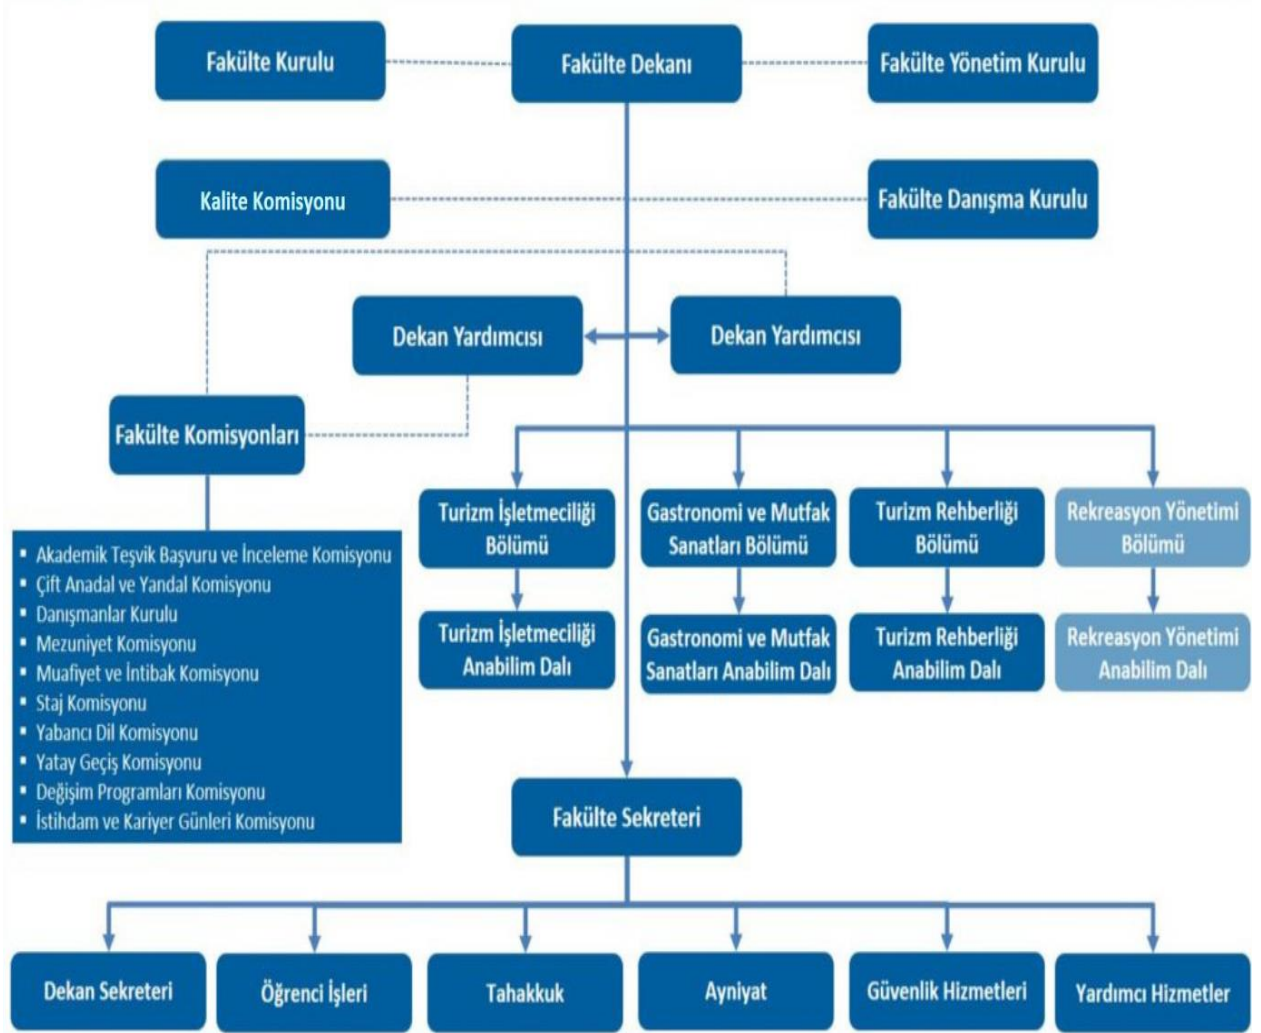 Fakülte Kurulu
Fakülte Dekanı
Fakülte Yönetim Kurulu
Kalite Komisyonu
Fakülte Danışma Kurulu
Dekan Yardımcısı
Dekan Yardımcısı
Fakülte Komisyonları
▪ Akademik Teşvik Başvuru ve İnceleme Komisyonu
▪ Çift Anadal ve Yandal Komisyonu
▪ Danışmanlar Kurulu
▪ Mezuniyet Komisyonu
▪ Muafiyet ve İntibak Komisyonu
▪ Staj Komisyonu
▪ Yabancı Dil Komisyonu
▪ Yatay Geçiş Komisyonu
▪ Değişim Programları Komisyonu
▪ İstihdam ve Kariyer Günleri Komisyonu
Turizm İşletmeciliği
Bölümü
Gastronomi ve Mutfak
Sanatları Bölümü
Turizm Rehberliği
Bölümü
Rekreasyon Yönetimi
Bölümü
Turizm İşletmeciliği
Anabilim Dalı
Gastronomi ve Mutfak
Sanatları Anabilim Dalı
Turizm Rehberliği
Anabilim Dalı
Rekreasyon Yönetimi
Anabilim Dalı
Fakülte Sekreteri
Dekan Sekreteri
Öğrenci İşleri
Tahakkuk
Ayniyat
Güvenlik Hizmetleri
Yardımcı Hizmetler